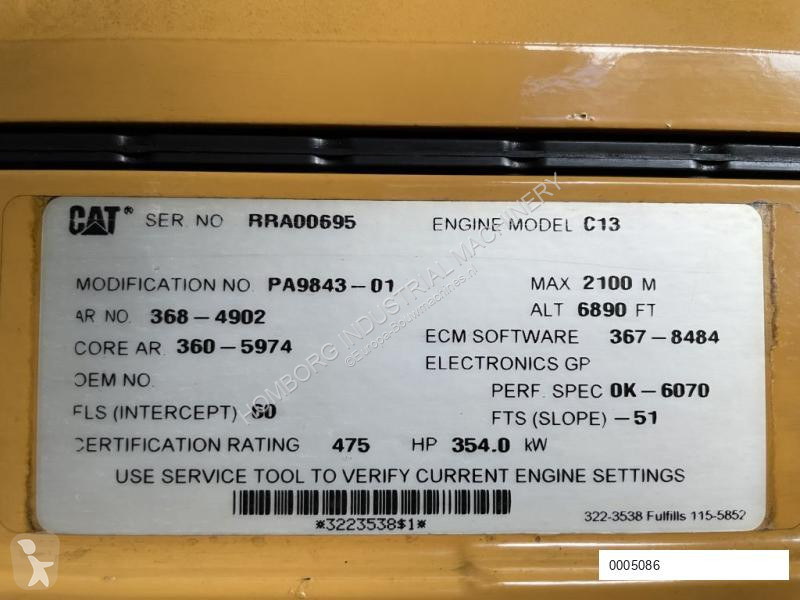 CAT® SER. NO RRA00695 ENGINE MODEL C13
MODIFICATION NO. PA9843-01 MAX 2100 M
AR NO. 368-4902 ALT 6890 FT
CORE AR. 360-5974 ECM SOFTWARE 367-8484
OEM NO. ELECTRONICS GP
PERF. SPEC 0K-6070
FLS (INTERCEPT) 60 FTS (SLOPE) -51
CERTIFICATION RATING 475 HP 354.0 kW
USE SERVICE TOOL TO VERIFY CURRENT ENGINE SETTINGS
*3223538$1*
322-3538 Fulfills 115-5852
HOMBORG INDUSTRIAL MACHINERY
©Europe-Bouwmachines.nl
0005086